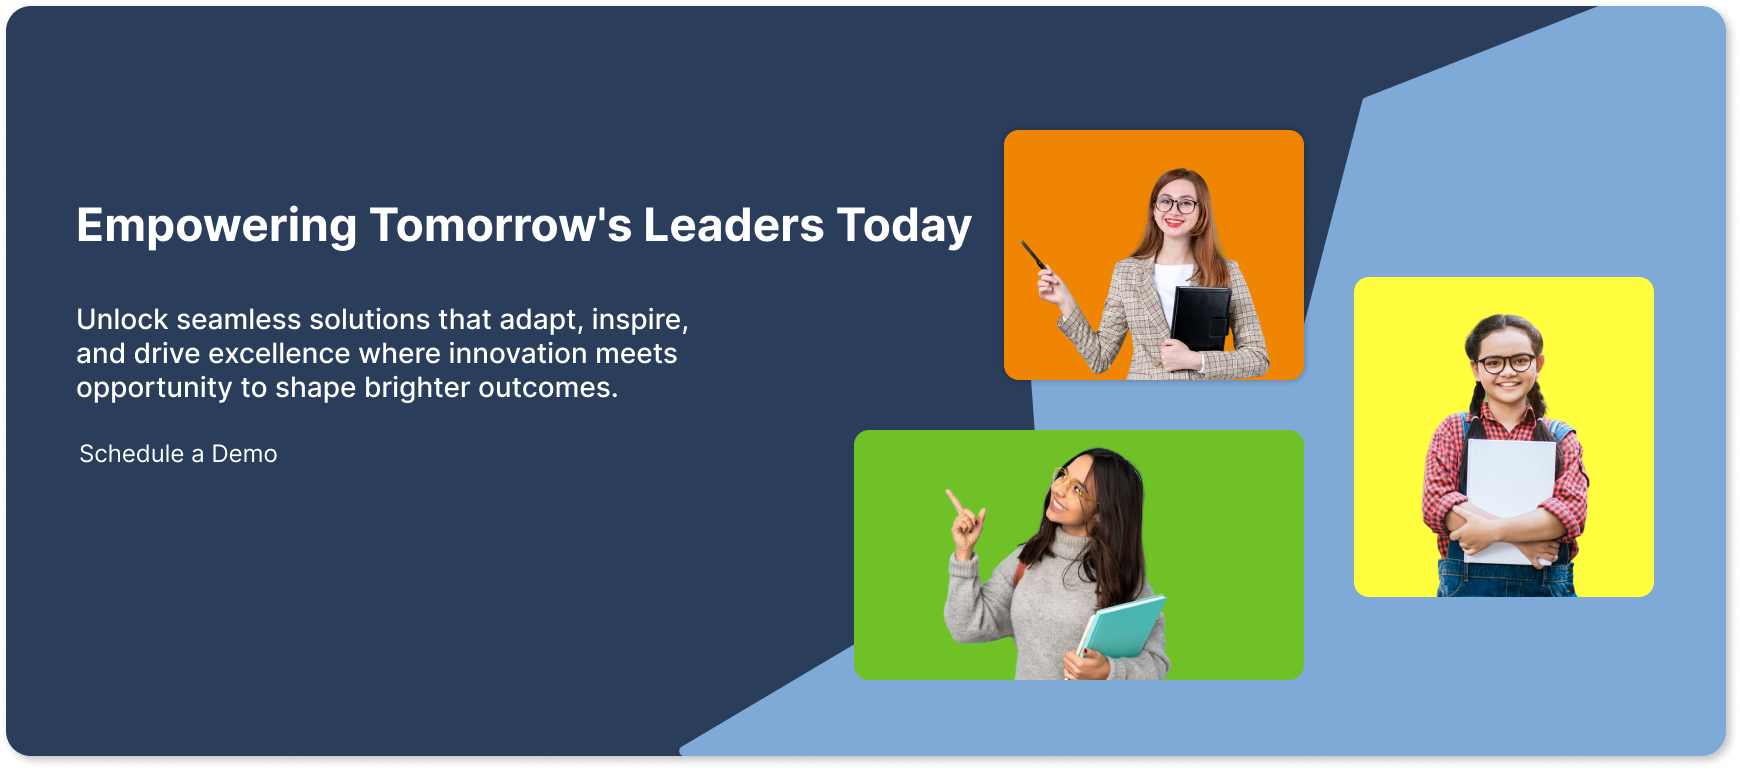 Empowering Tomorrow's Leaders Today
Unlock seamless solutions that adapt, inspire,
and drive excellence where innovation meets
opportunity to shape brighter outcomes.
Schedule a Demo